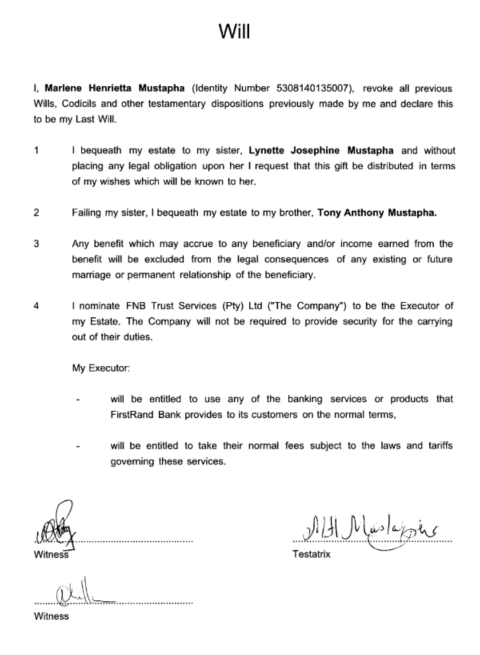 Will
I, Marlene Henrietta Mustapha (Identity Number 5308140135007), revoke all previous
Wills, Codicils and other testamentary dispositions previously made by me and declare this
to be my Last Will.
1 I bequeath my estate to my sister, Lynette Josephine Mustapha and without
placing any legal obligation upon her I request that this gift be distributed in terms
of my wishes which will be known to her.
2 Failing my sister, I bequeath my estate to my brother, Tony Anthony Mustapha.
3 Any benefit which may accrue to any beneficiary and/or income earned from the
benefit will be excluded from the legal consequences of any existing or future
marriage or permanent relationship of the beneficiary.
4 I nominate FNB Trust Services (Pty) Ltd ("The Company") to be the Executor of
my Estate. The Company will not be required to provide security for the carrying
out of their duties.
My Executor:
- will be entitled to use any of the banking services or products that
FirstRand Bank provides to its customers on the normal terms,
- will be entitled to take their normal fees subject to the laws and tariffs
governing these services.
MH Mustapha
Witness Testatrix
Witness